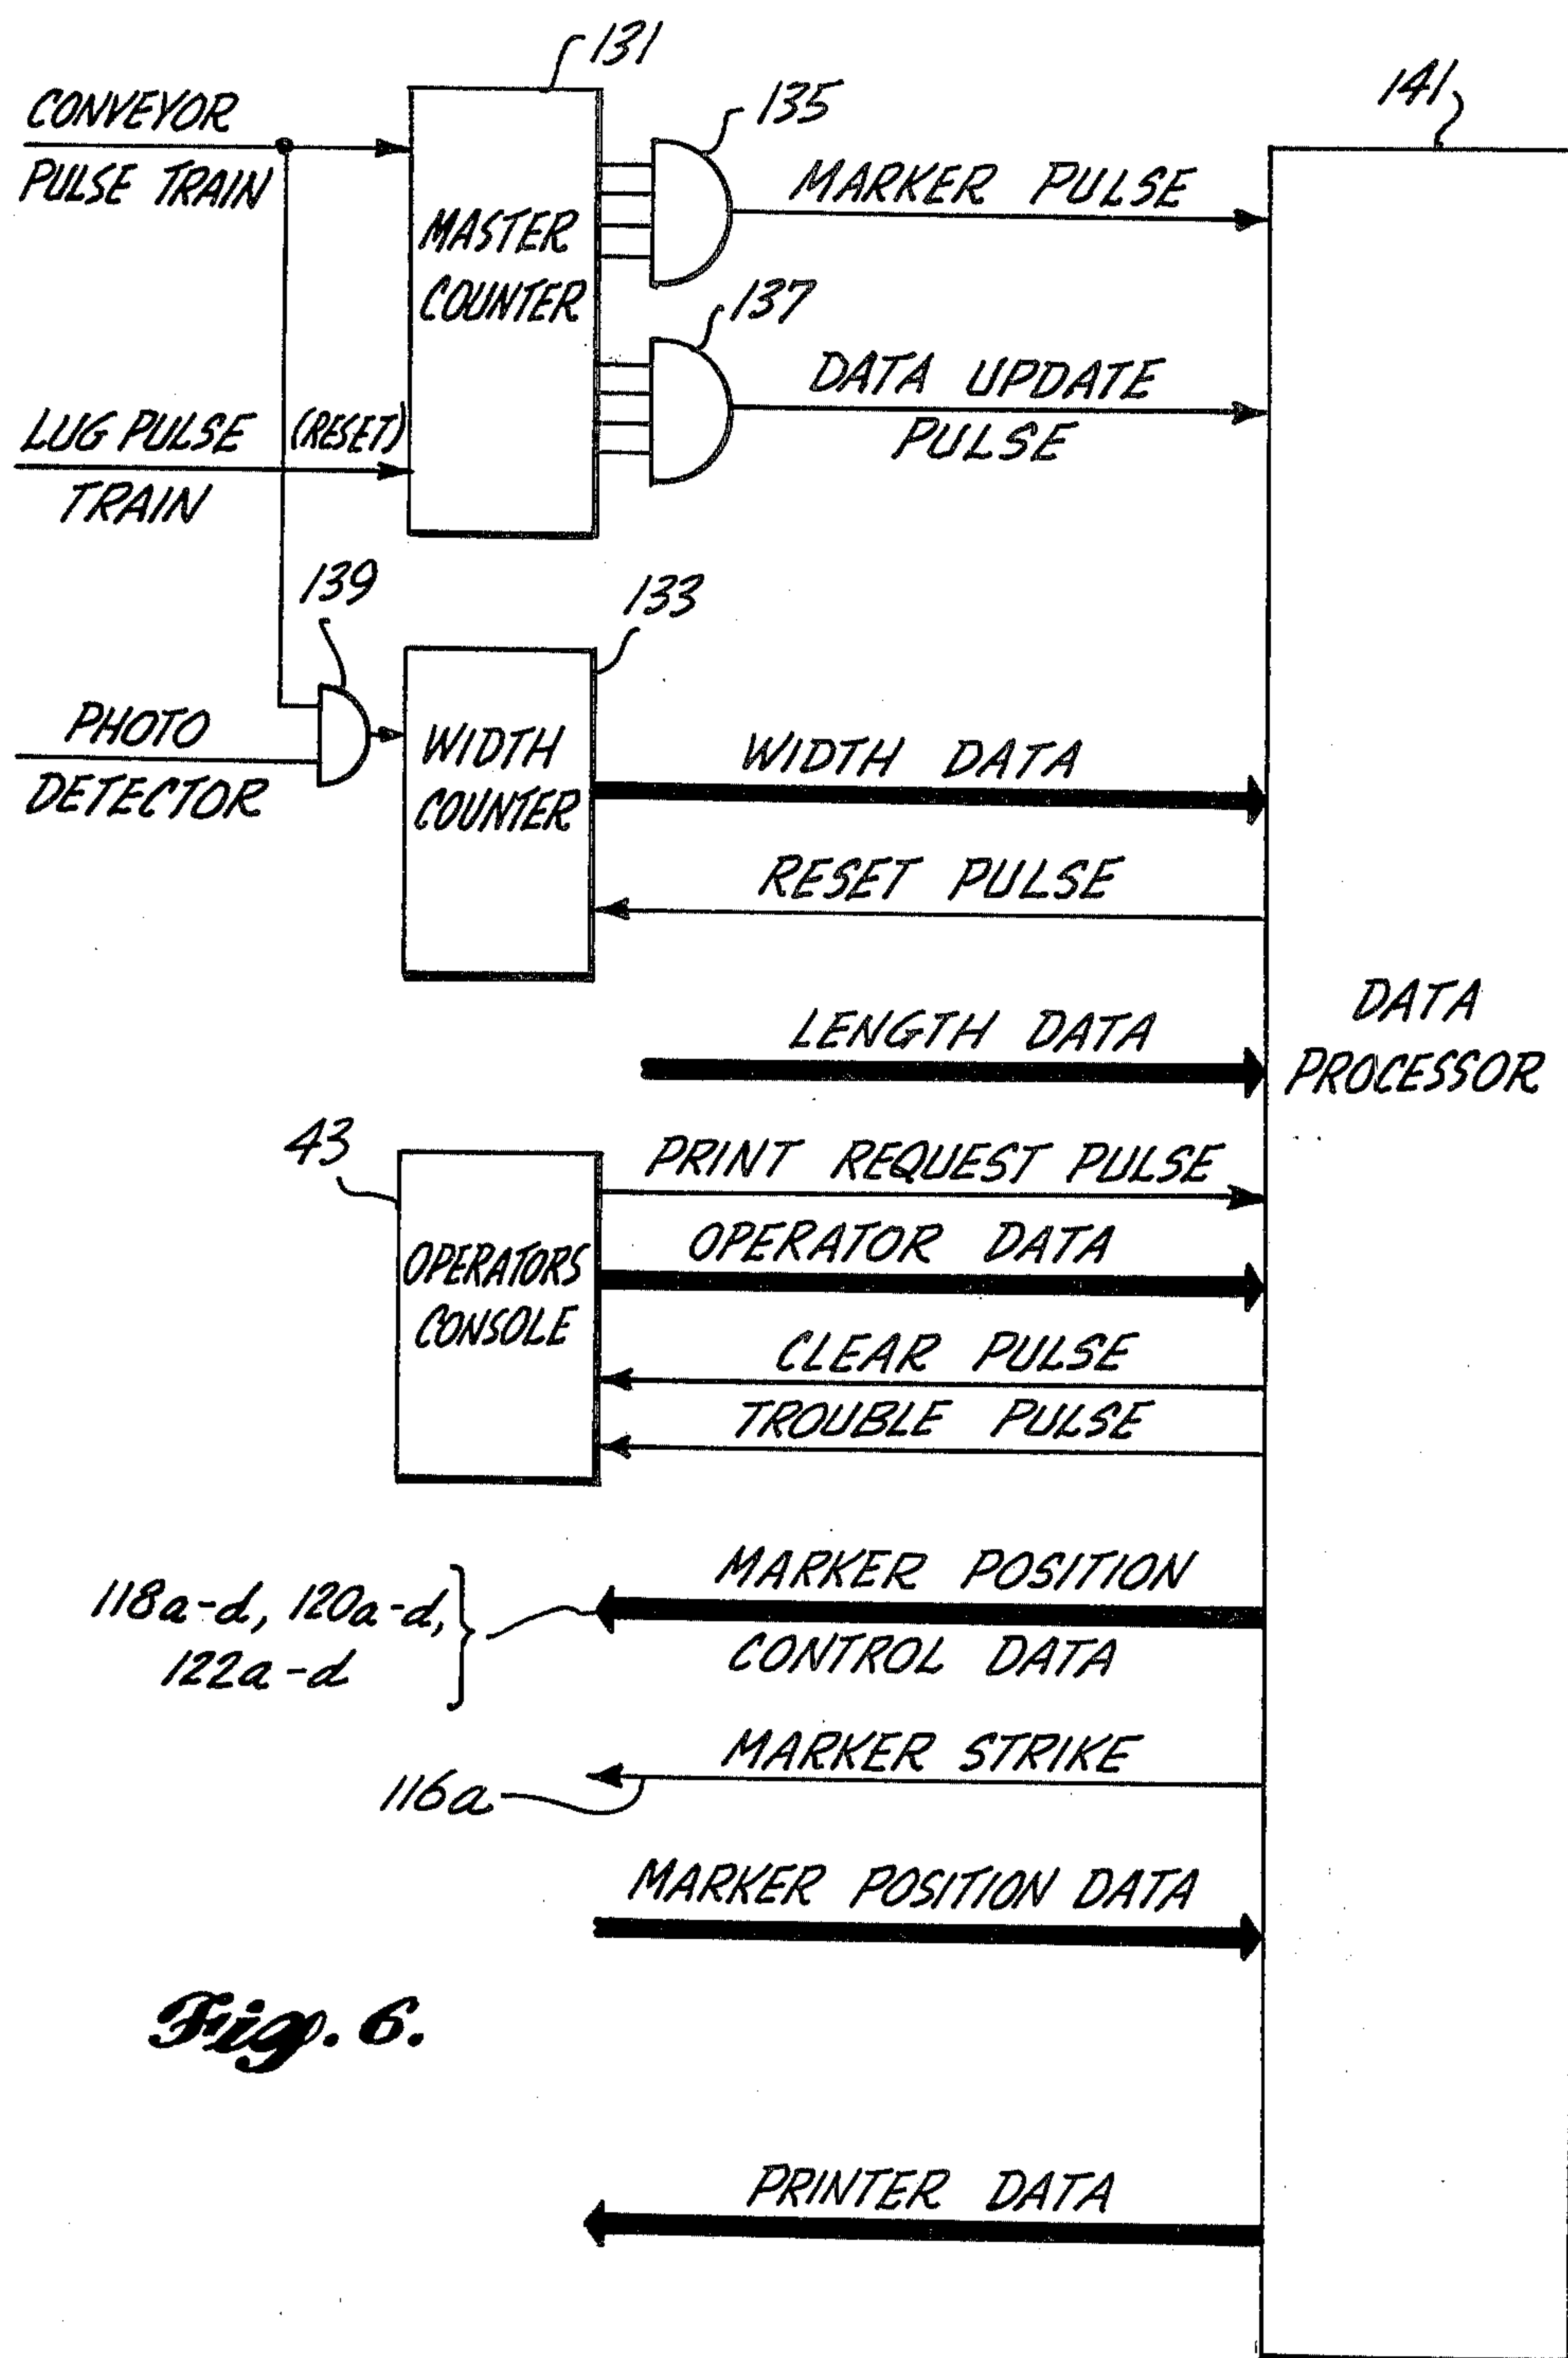 131
141
CONVEYOR
PULSE TRAIN
135
MARKER PULSE
MASTER
COUNTER
137
DATA UPDATE
PULSE
LUG PULSE (RESET)
TRAIN
139
133
PHOTO
DETECTOR
WIDTH
COUNTER
WIDTH DATA
RESET PULSE
LENGTH DATA
DATA
PROCESSOR
43
PRINT REQUEST PULSE
OPERATORS
CONSOLE
OPERATOR DATA
CLEAR PULSE
TROUBLE PULSE
118a-d, 120a-d,
122a-d
MARKER POSITION
CONTROL DATA
MARKER STRIKE
116a
MARKER POSITION DATA
Fig. 6.
PRINTER DATA